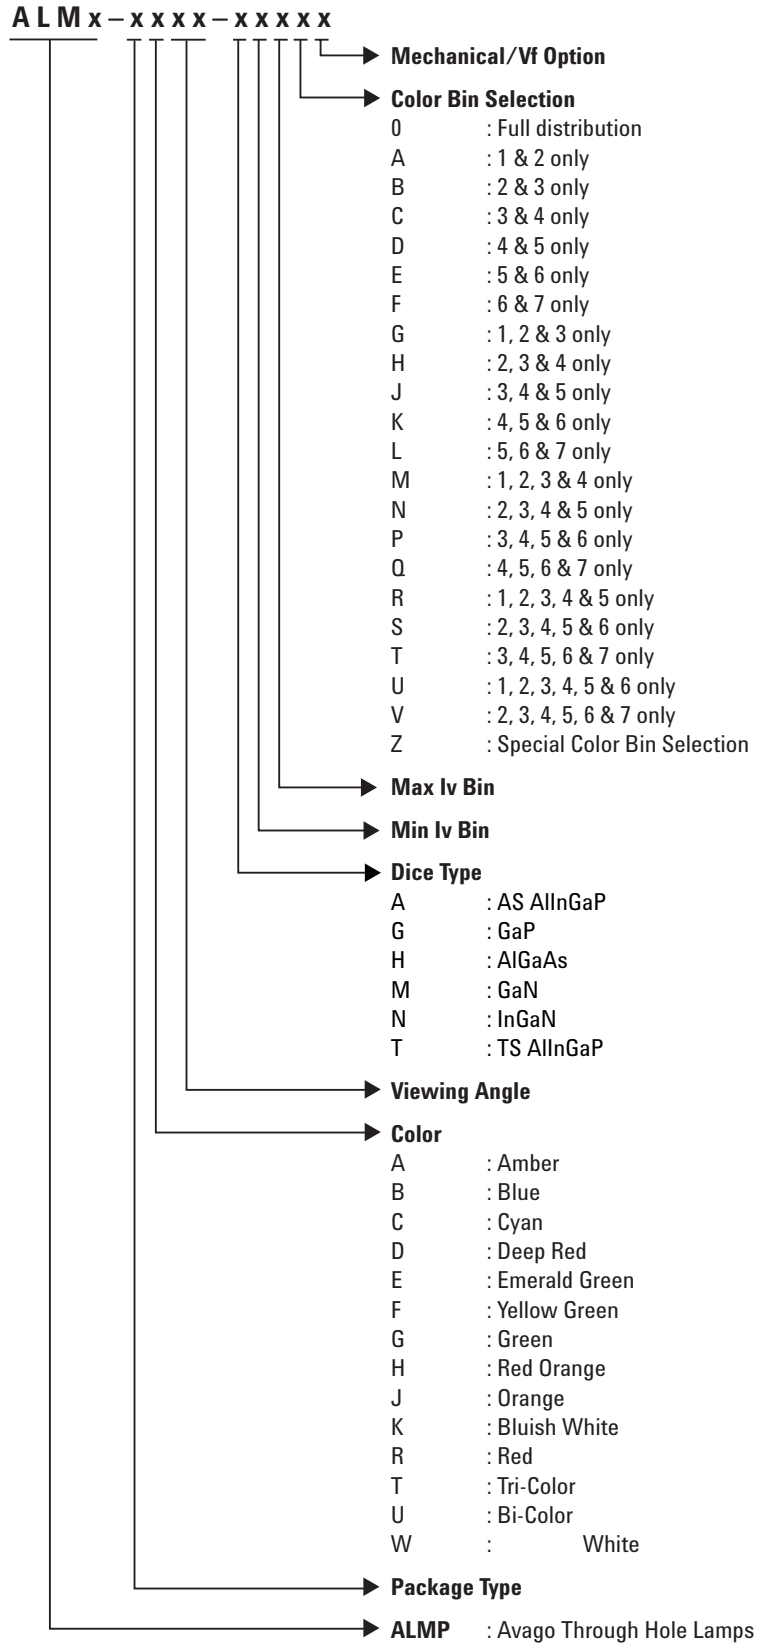 ALMx–xxxx–xxxxx
Mechanical/Vf Option
Color Bin Selection
0 : Full distribution
A : 1 & 2 only
B : 2 & 3 only
C : 3 & 4 only
D : 4 & 5 only
E : 5 & 6 only
F : 6 & 7 only
G : 1, 2 & 3 only
H : 2, 3 & 4 only
J : 3, 4 & 5 only
K : 4, 5 & 6 only
L : 5, 6 & 7 only
M : 1, 2, 3 & 4 only
N : 2, 3, 4 & 5 only
P : 3, 4, 5 & 6 only
Q : 4, 5, 6 & 7 only
R : 1, 2, 3, 4 & 5 only
S : 2, 3, 4, 5 & 6 only
T : 3, 4, 5, 6 & 7 only
U : 1, 2, 3, 4, 5 & 6 only
V : 2, 3, 4, 5, 6 & 7 only
Z : Special Color Bin Selection
Max Iv Bin
Min Iv Bin
Dice Type
A : AS AlInGaP
G : GaP
H : AlGaAs
M : GaN
N : InGaN
T : TS AlInGaP
Viewing Angle
Color
A : Amber
B : Blue
C : Cyan
D : Deep Red
E : Emerald Green
F : Yellow Green
G : Green
H : Red Orange
J : Orange
K : Bluish White
R : Red
T : Tri-Color
U : Bi-Color
W : White
Package Type
ALMP : Avago Through Hole Lamps